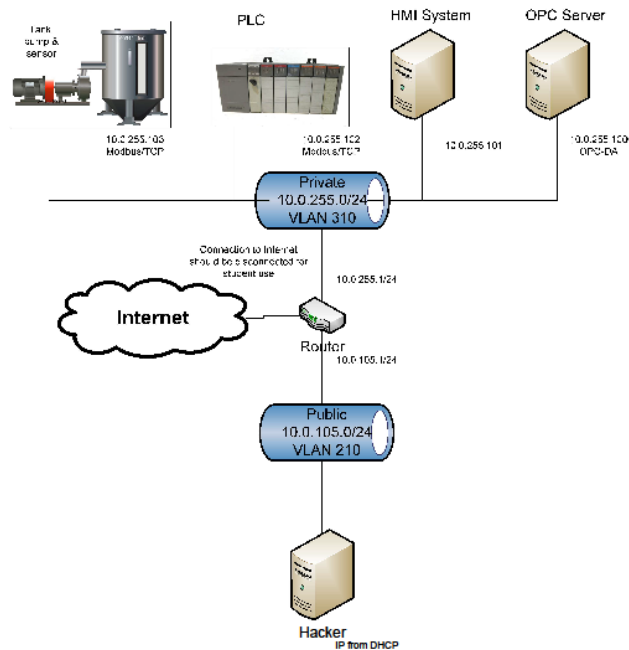 Tank
pump &
sensor
PLC
HMI System
OPC Server
10.0.255.103
Modbus/TCP
10.0.255.102
Modbus/TCP
10.0.255.101
10.0.255.100
OPC-DA
Private
10.0.255.0/24
VLAN 310
Connection to Internet
should be disconnected for
student use
10.0.255.1/24
Internet
Router
10.0.105.1/24
Public
10.0.105.0/24
VLAN 210
Hacker
IP from DHCP